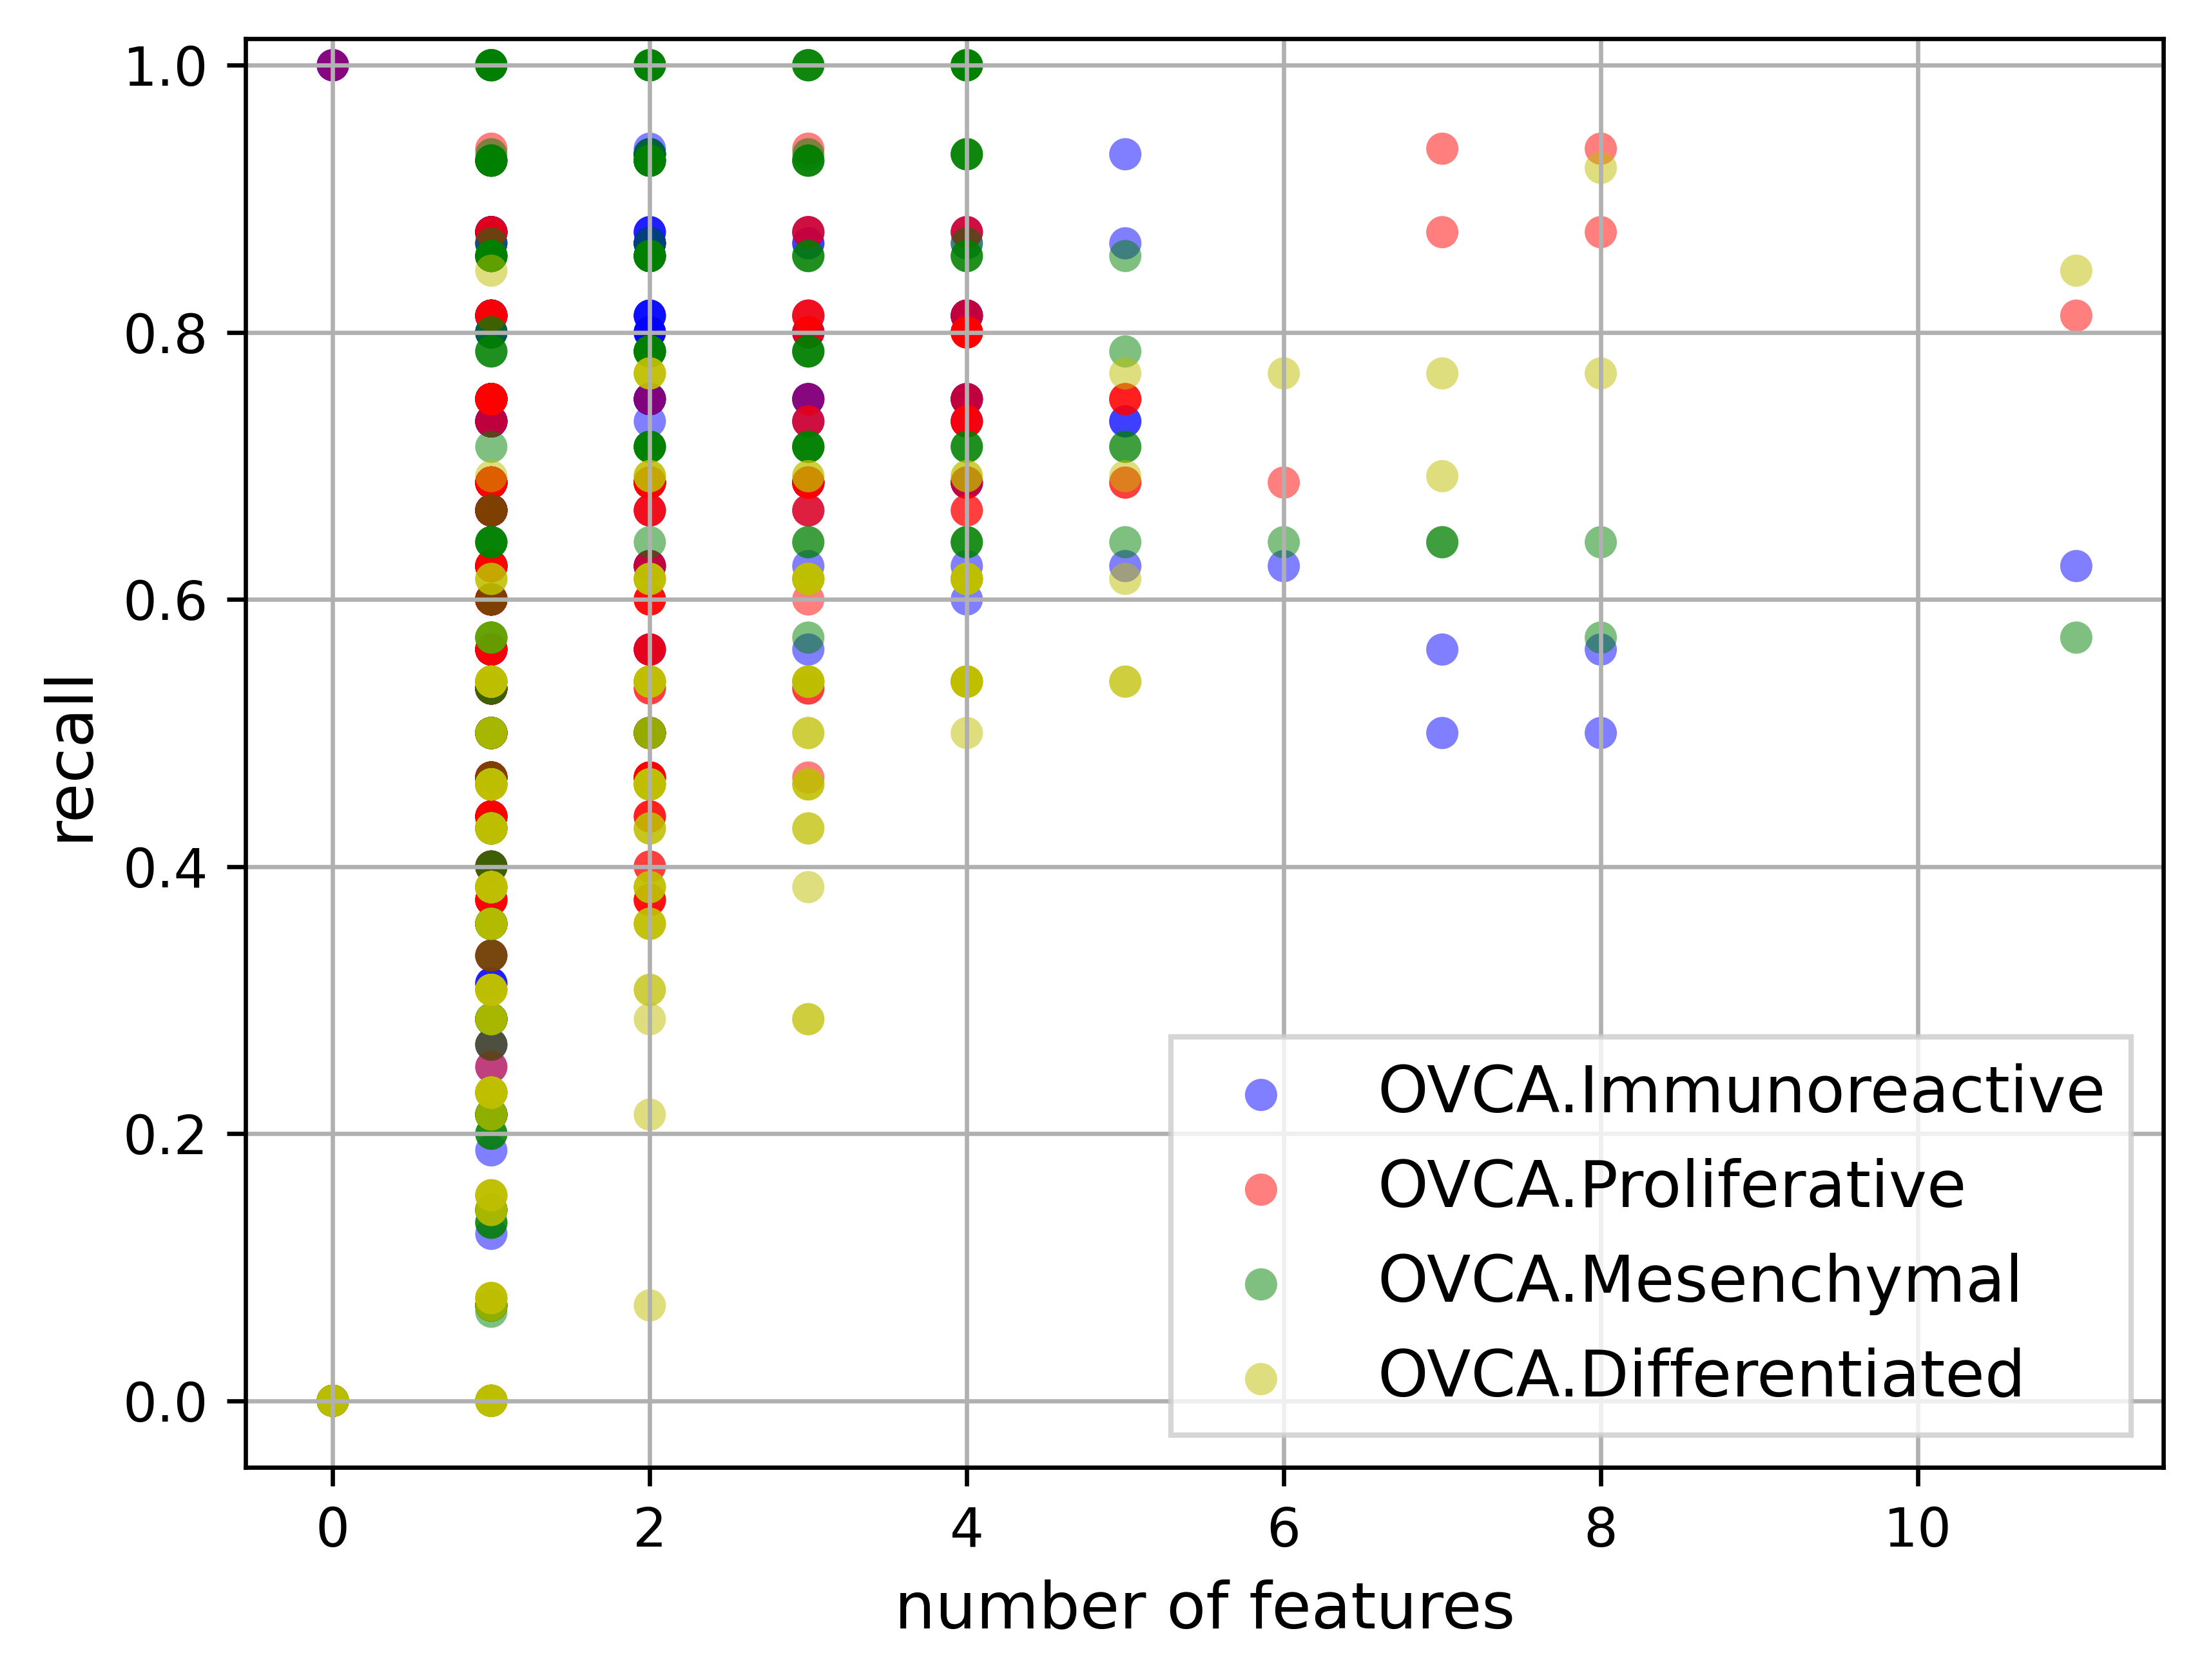 1.0
0.8
0.6
0.4
0.2
0.0
recall
OVCA.Immunoreactive
OVCA.Proliferative
OVCA.Mesenchymal
OVCA.Differentiated
0 2 4 6 8 10
number of features